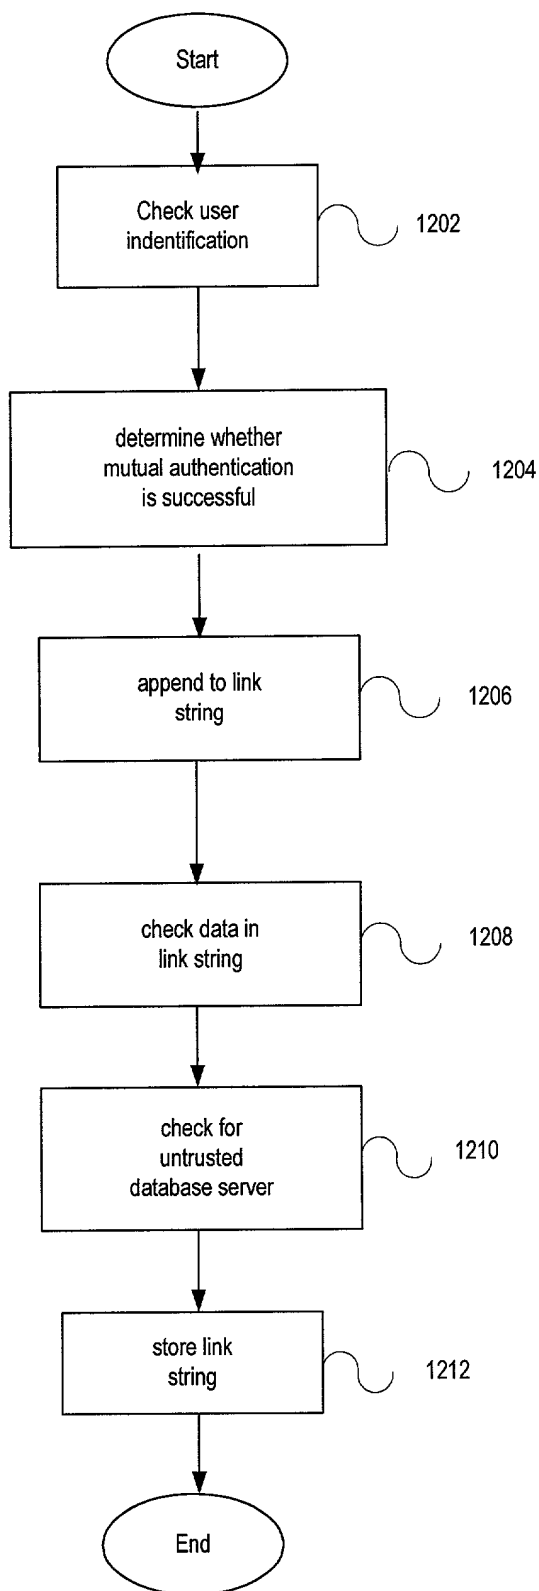 Start
Check user
indentification
1202
determine whether
mutual authentication
is successful
1204
append to link
string
1206
check data in
link string
1208
check for
untrusted
database server
1210
store link
string
1212
End